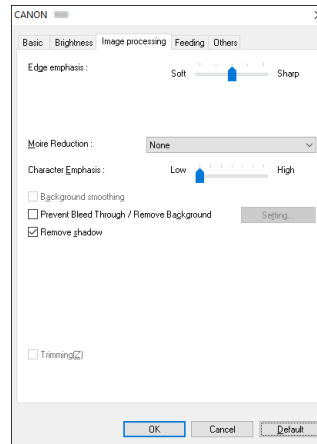 CANON
Basic Brightness Image processing Feeding Others
Edge emphasis :
Soft Sharp
Moire Reduction : None
Character Emphasis : Low High
Background smoothing
Prevent Bleed Through / Remove Background Setting...
Remove shadow
Trimming(Z)
OK Cancel Default